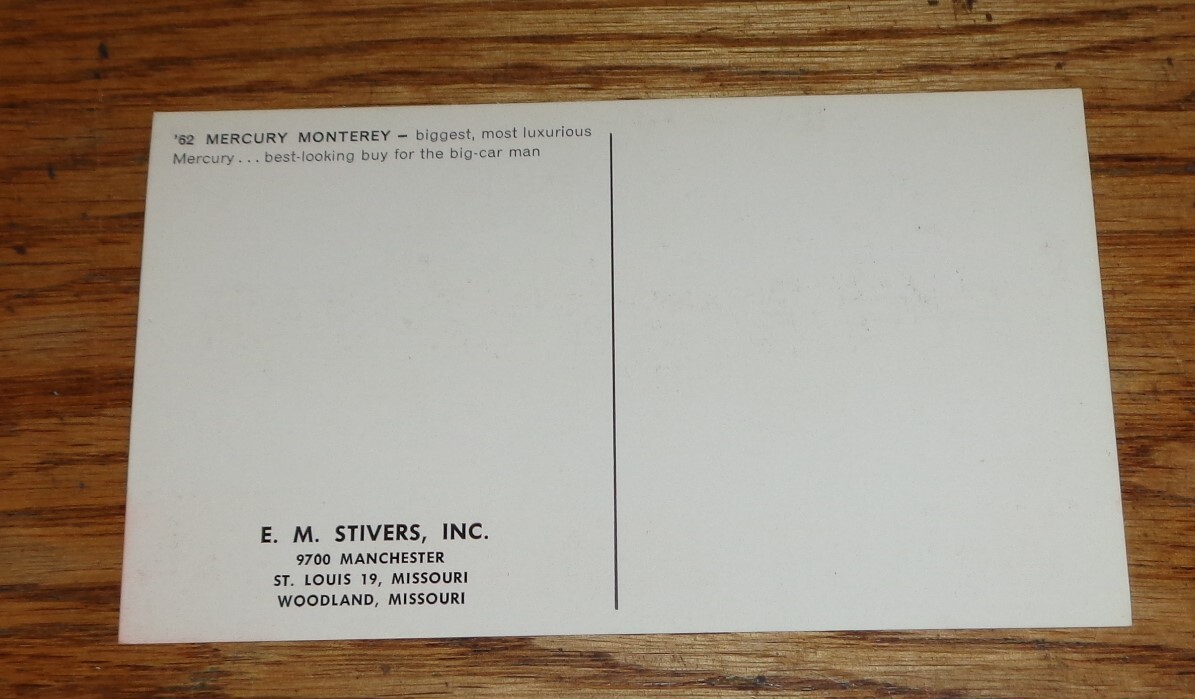 '62 MERCURY MONTEREY – biggest, most luxurious
Mercury... best-looking buy for the big-car man
E. M. STIVERS, INC.
9700 MANCHESTER
ST. LOUIS 19, MISSOURI
WOODLAND, MISSOURI